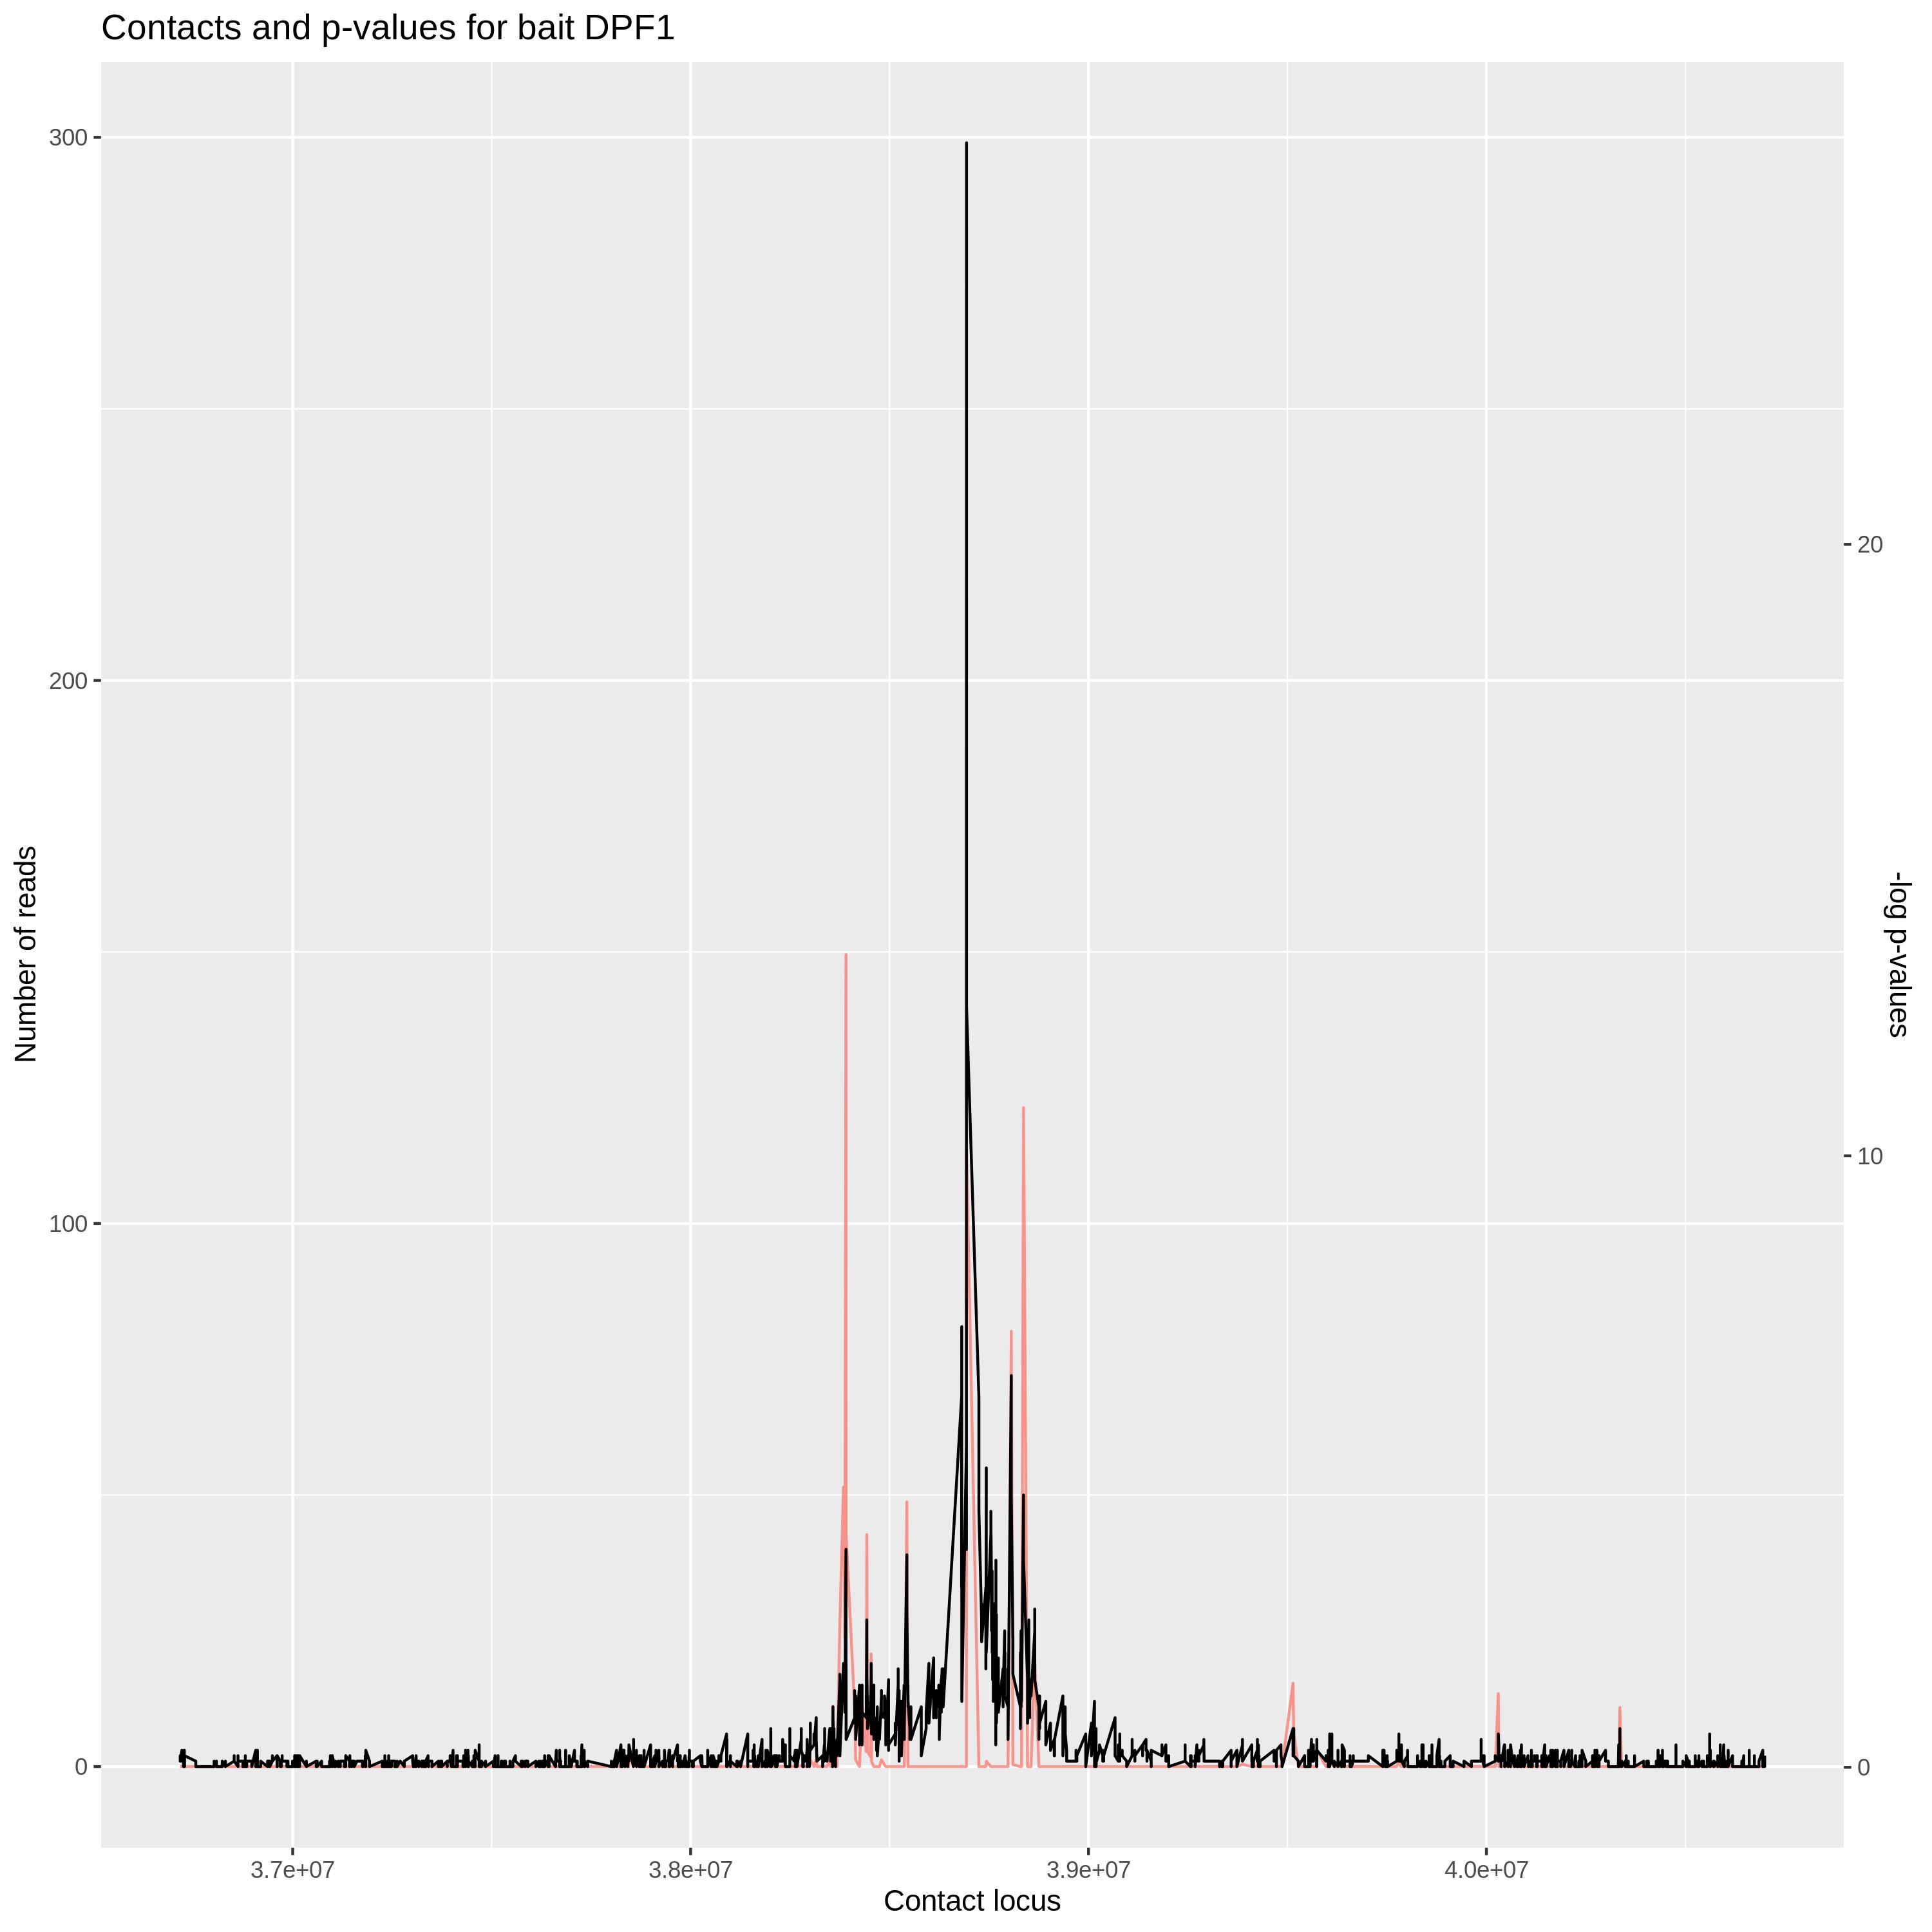 Contacts and p-values for bait DPF1
300
200
100
0
Number of reads
20
10
0
-log p-values
3.7e+07
3.8e+07
3.9e+07
4.0e+07
Contact locus